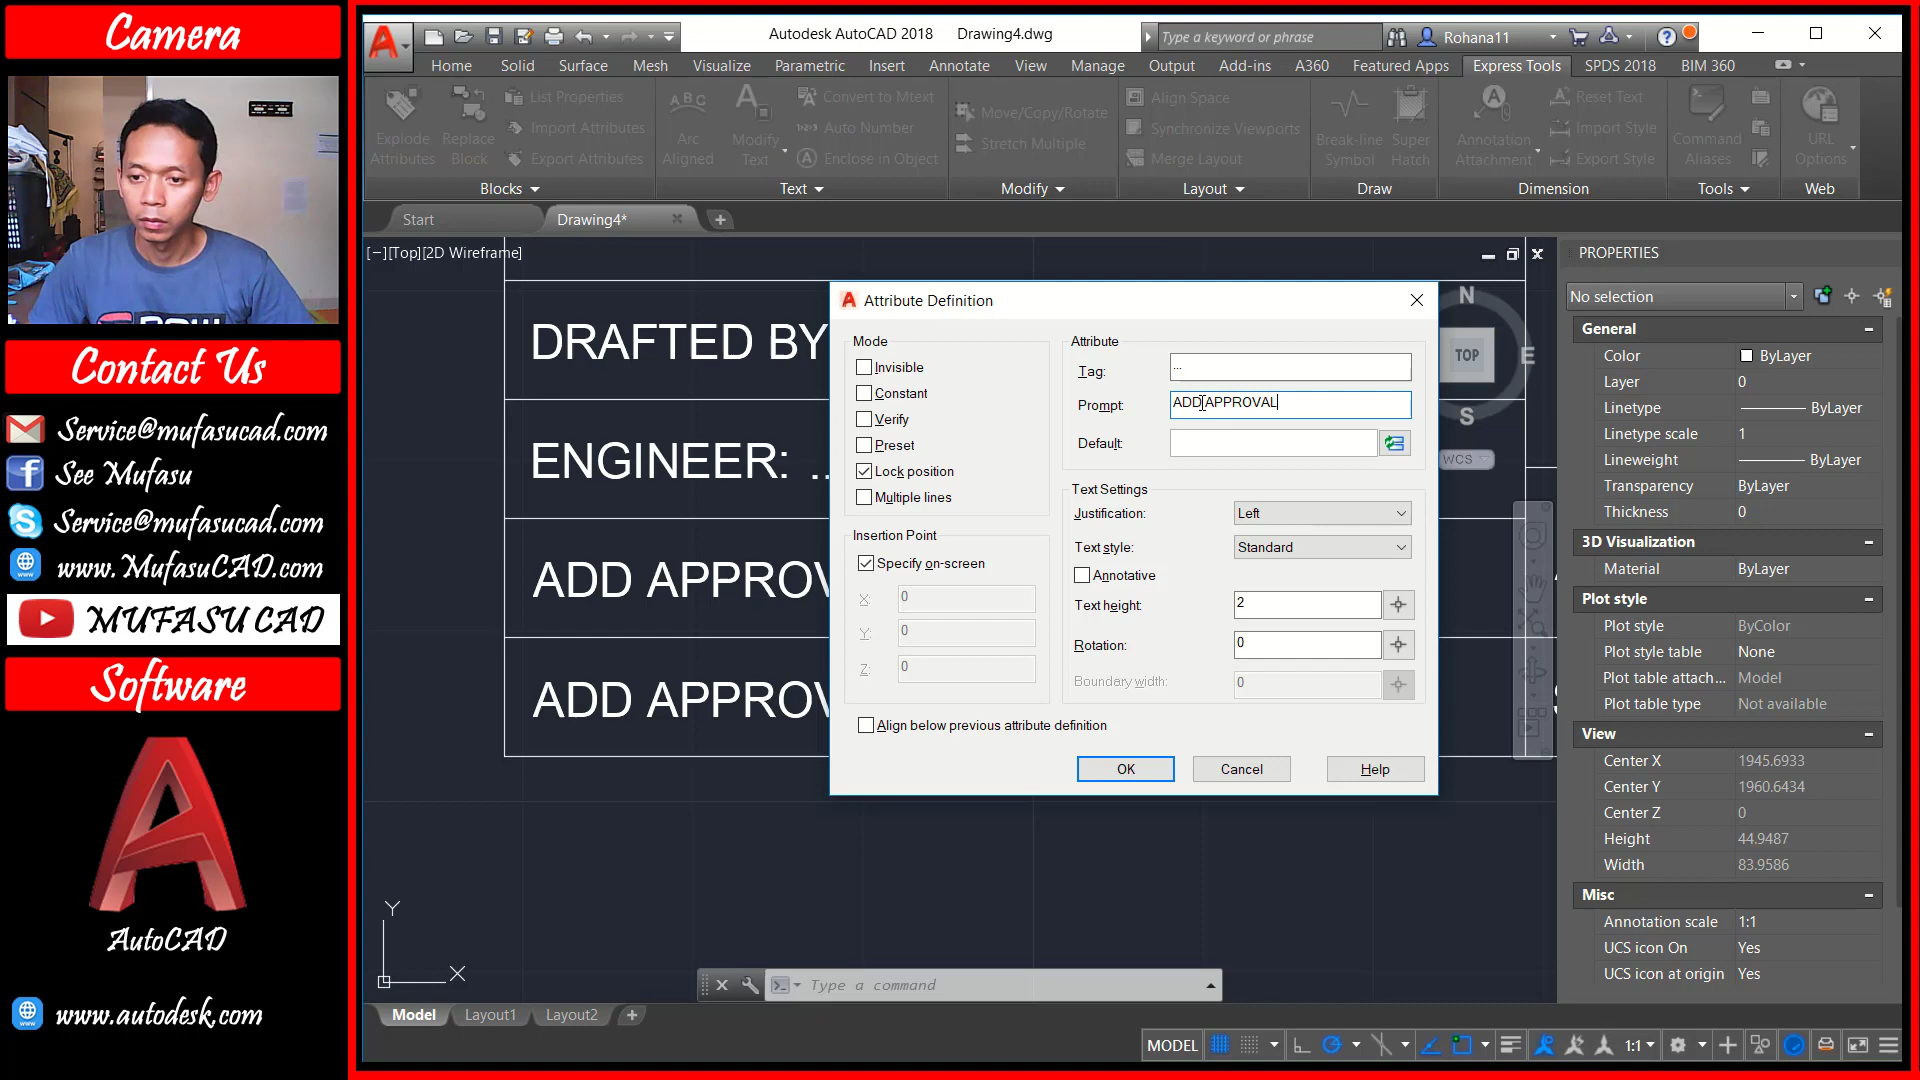 Camera
Contact Us
Service@mufasucad.com
See Mufasu
Service@mufasucad.com
www.MufasuCAD.com
MUFASU CAD
Software
AutoCAD
www.autodesk.com
Autodesk AutoCAD 2018 Drawing4.dwg
Type a keyword or phrase
Rohana11
Home Solid Surface Mesh Visualize Parametric Insert Annotate View Manage Output Add-ins A360 Featured Apps Express Tools SPDS 2018 BIM 360
Explode Attributes
Replace Block
List Properties
Import Attributes
Export Attributes
Arc Aligned
Modify Text
Convert to Mtext
Auto Number
Enclose in Object
Move/Copy/Rotate
Stretch Multiple
Align Space
Synchronize Viewports
Merge Layout
Break-line Symbol
Super Hatch
Annotation Attachment
Reset Text
Import Style
Export Style
Command Aliases
URL Options
Blocks Text Modify Layout Draw Dimension Tools Web
Start Drawing4*
[−][Top][2D Wireframe]
DRAFTED BY
ENGINEER: ..
ADD APPROV
ADD APPROV
Attribute Definition
Mode
Invisible
Constant
Verify
Preset
Lock position
Multiple lines
Insertion Point
Specify on-screen
X: 0
Y: 0
Z: 0
Align below previous attribute definition
Attribute
Tag: ...
Prompt: ADD APPROVAL
Default:
Text Settings
Justification: Left
Text style: Standard
Annotative
Text height: 2
Rotation: 0
Boundary width: 0
OK Cancel Help
N
TOP
E
S
WCS
PROPERTIES
No selection
General
Color ByLayer
Layer 0
Linetype ByLayer
Linetype scale 1
Lineweight ByLayer
Transparency ByLayer
Thickness 0
3D Visualization
Material ByLayer
Plot style
Plot style ByColor
Plot style table None
Plot table attach... Model
Plot table type Not available
View
Center X 1945.6933
Center Y 1960.6434
Center Z 0
Height 44.9487
Width 83.9586
Misc
Annotation scale 1:1
UCS icon On Yes
UCS icon at origin Yes
Y
X
Type a command
Model Layout1 Layout2
MODEL 1:1